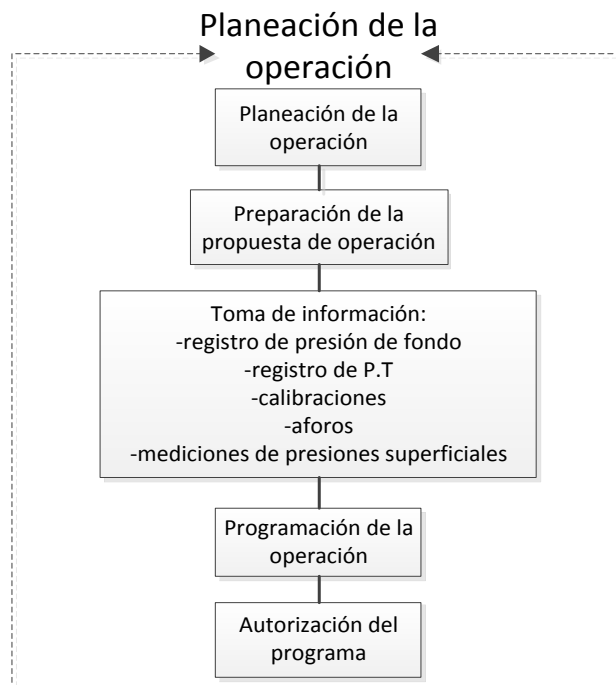 Planeación de la
operación
Planeación de la
operación
Preparación de la
propuesta de operación
Toma de información:
-registro de presión de fondo
-registro de P.T
-calibraciones
-aforos
-mediciones de presiones superficiales
Programación de la
operación
Autorización del
programa